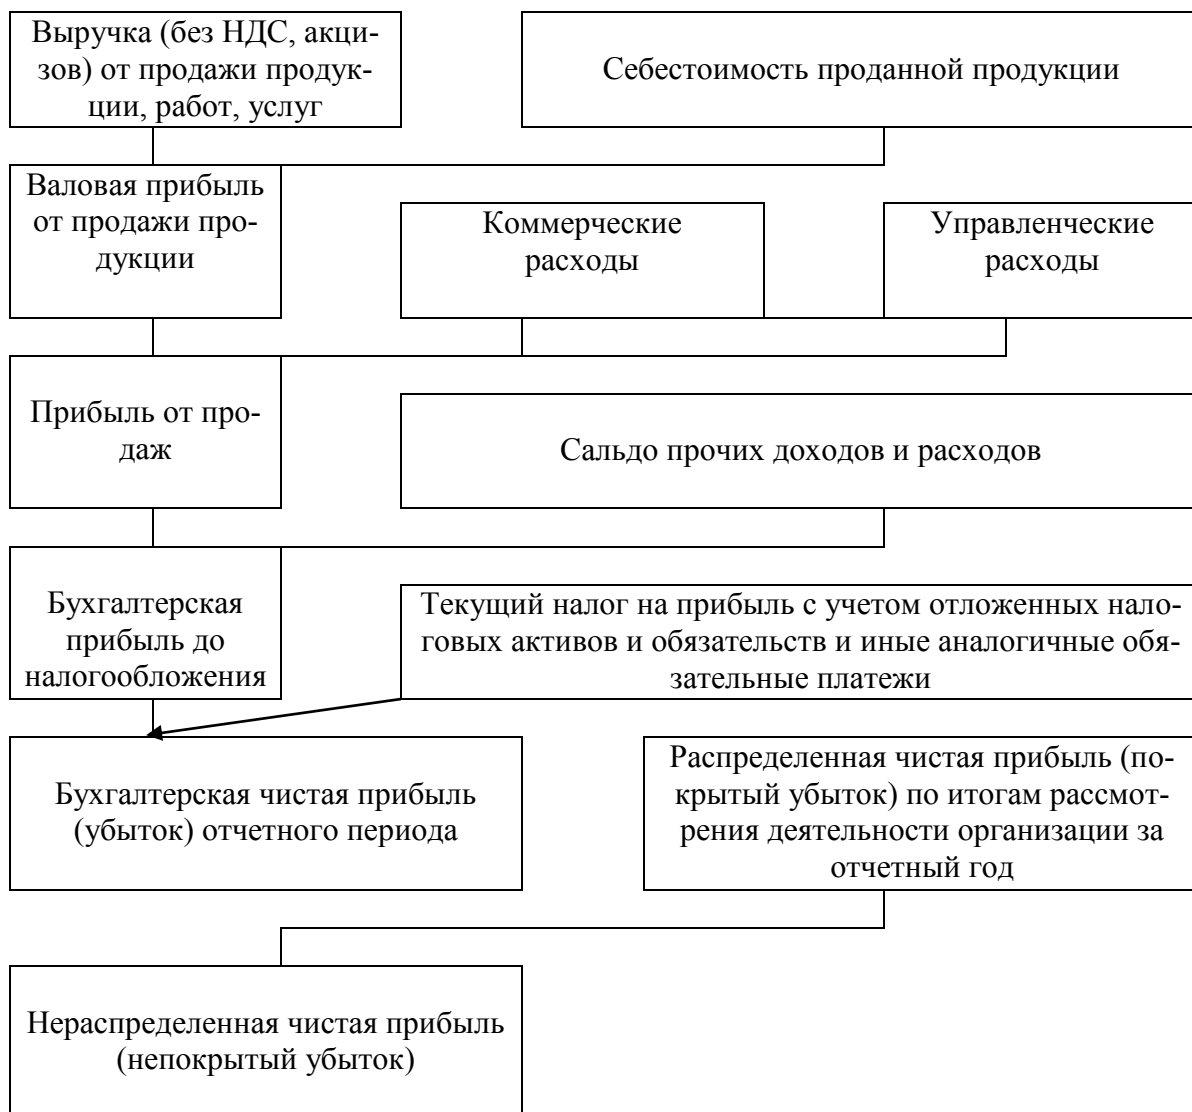 Выручка (без НДС, акци-
зов) от продажи продук-
ции, работ, услуг
Себестоимость проданной продукции
Валовая прибыль
от продажи про-
дукции
Коммерческие
расходы
Управленческие
расходы
Прибыль от про-
даж
Сальдо прочих доходов и расходов
Бухгалтерская
прибыль до
налогообложения
Текущий налог на прибыль с учетом отложенных нало-
говых активов и обязательств и иные аналогичные обя-
зательные платежи
Бухгалтерская чистая прибыль
(убыток) отчетного периода
Распределенная чистая прибыль (по-
крытый убыток) по итогам рассмот-
рения деятельности организации за
отчетный год
Нераспределенная чистая прибыль
(непокрытый убыток)